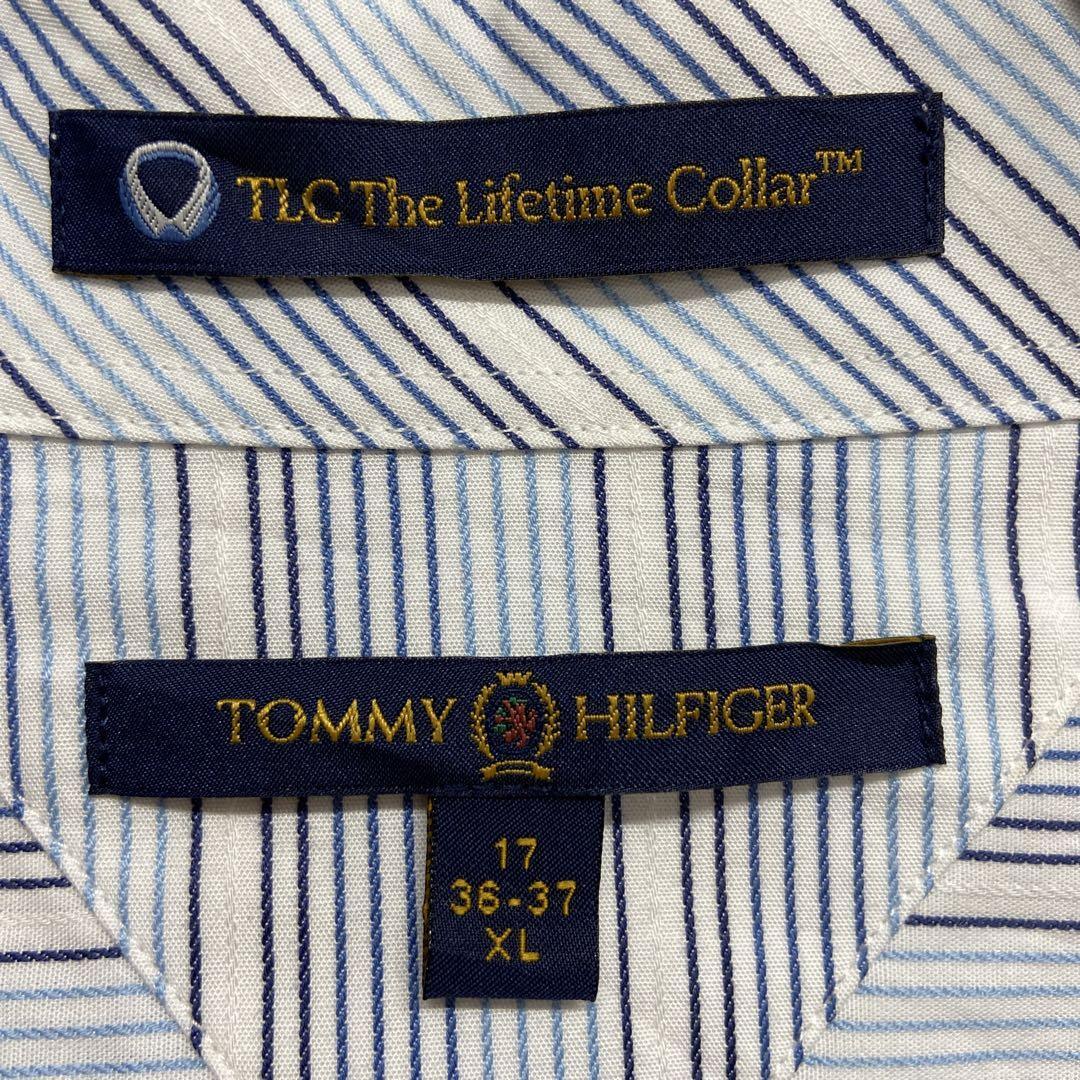 TLC The Lifetime Collar™
TOMMY HILFIGER
17
36-37
XL